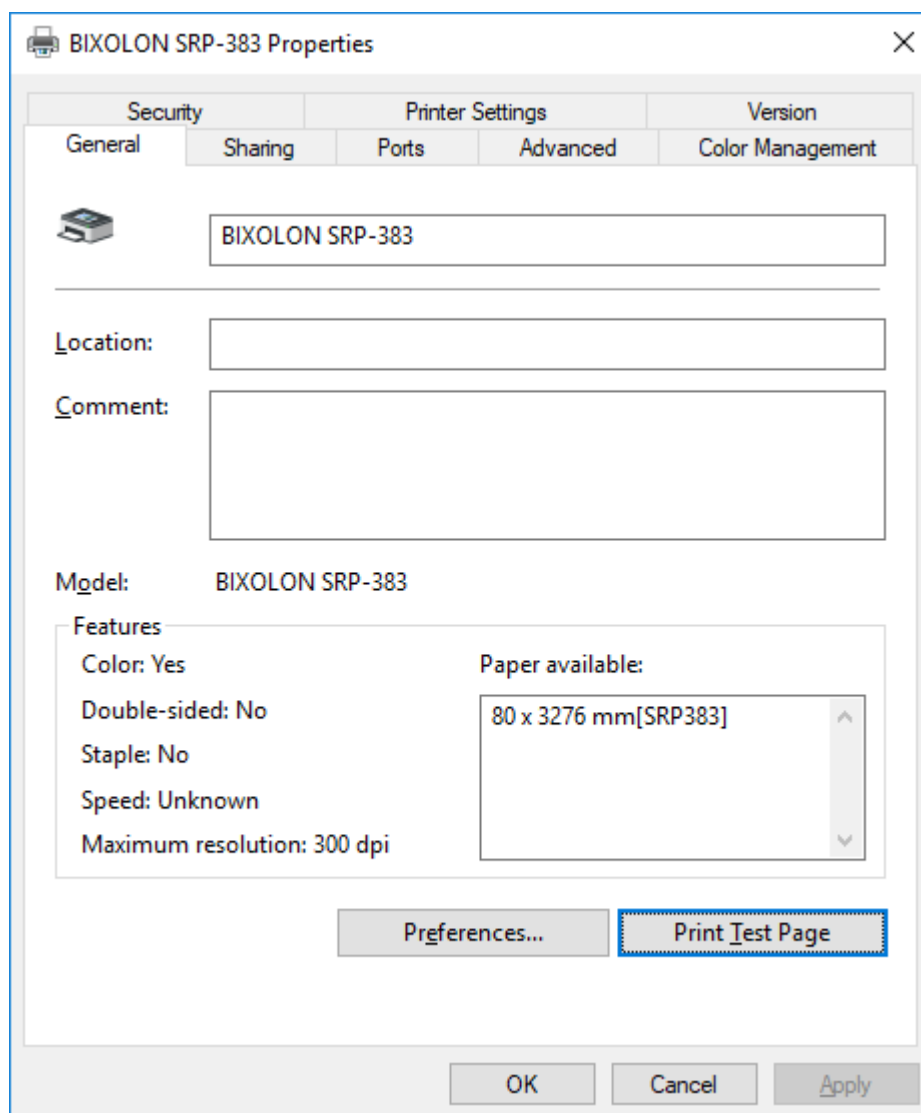 BIXOLON SRP-383 Properties
Security Printer Settings Version
General Sharing Ports Advanced Color Management
BIXOLON SRP-383
Location:
Comment:
Model: BIXOLON SRP-383
Features
Color: Yes Paper available:
Double-sided: No 80 x 3276 mm[SRP383]
Staple: No
Speed: Unknown
Maximum resolution: 300 dpi
Preferences... Print Test Page
OK Cancel Apply